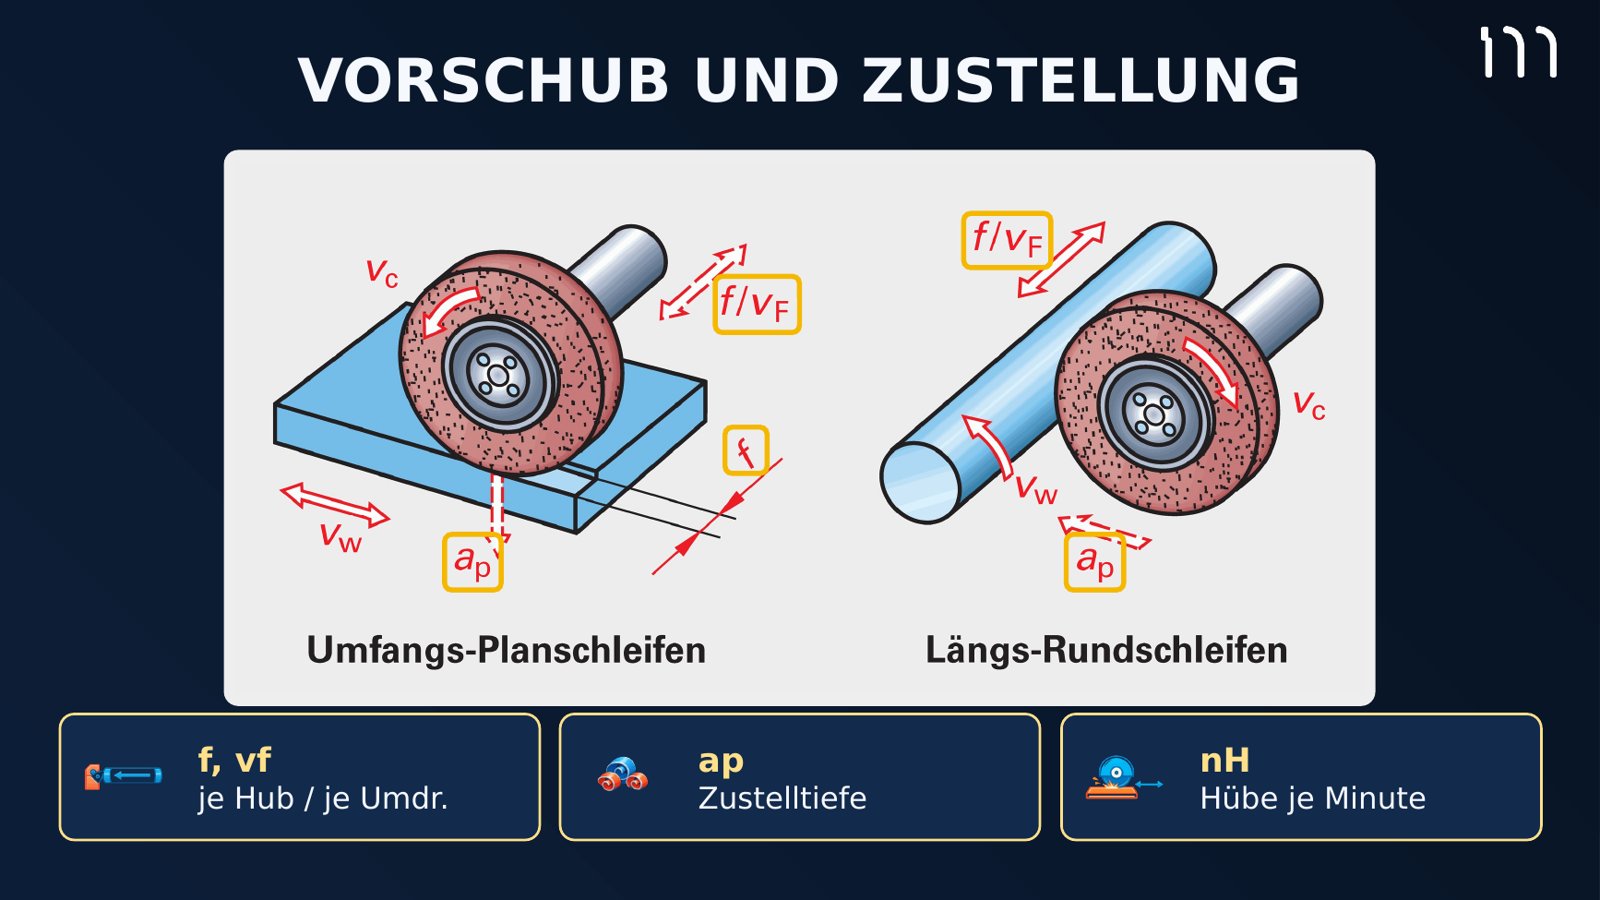 VORSCHUB UND ZUSTELLUNG
m
vc
f/vF
f
vw
ap
Umfangs-Planschleifen
f/vF
vc
vw
ap
Längs-Rundschleifen
f, vf
je Hub / je Umdr.
ap
Zustelltiefe
nH
Hübe je Minute